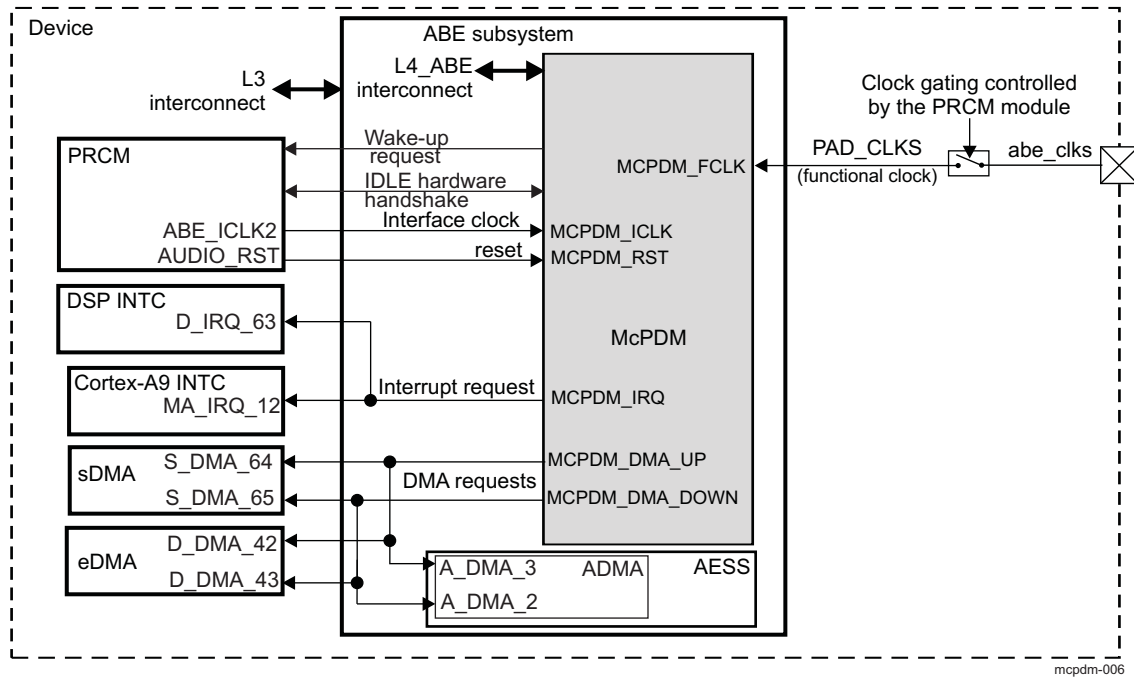 Device
ABE subsystem
L4_ABE
interconnect
L3
interconnect
Clock gating controlled
by the PRCM module
PRCM
Wake-up
request
IDLE hardware
handshake
Interface clock
ABE_ICLK2
AUDIO_RST
reset
MCPDM_FCLK
MCPDM_ICLK
MCPDM_RST
PAD_CLKS
(functional clock)
abe_clks
DSP INTC
D_IRQ_63
McPDM
Cortex-A9 INTC
MA_IRQ_12
Interrupt request
MCPDM_IRQ
sDMA
S_DMA_64
S_DMA_65
DMA requests
MCPDM_DMA_UP
MCPDM_DMA_DOWN
eDMA
D_DMA_42
D_DMA_43
A_DMA_3
ADMA
AESS
A_DMA_2
mcpdm-006